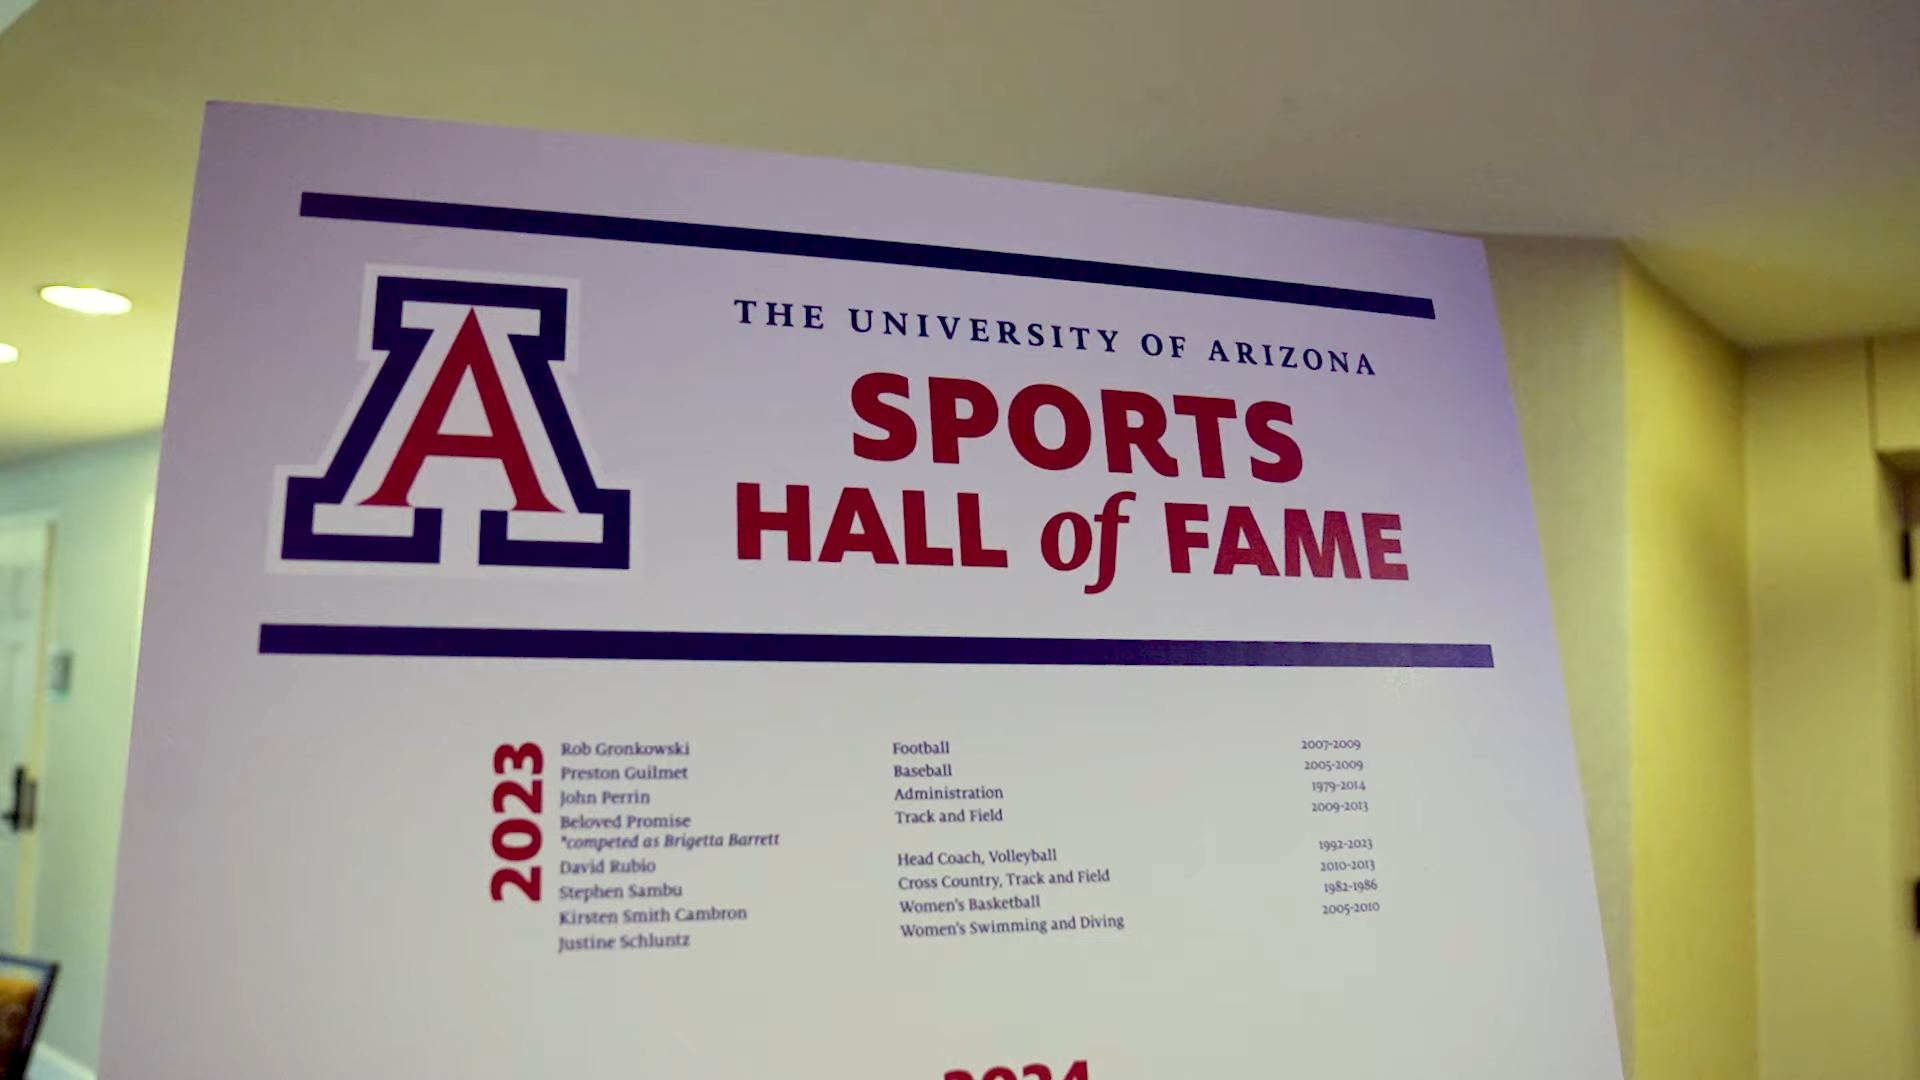 A
THE UNIVERSITY OF ARIZONA
SPORTS
HALL of FAME
2023
Rob Gronkowski Football 2007-2009
Preston Guilmet Baseball 2005-2009
John Perrin Administration 1979-2014
Beloved Promise Track and Field 2009-2013
*competed as Brigetta Barrett
David Rubio Head Coach, Volleyball 1992-2023
Stephen Sambu Cross Country, Track and Field 2010-2013
Kirsten Smith Cambron Women's Basketball 1982-1986
Justine Schluntz Women's Swimming and Diving 2005-2010
2024